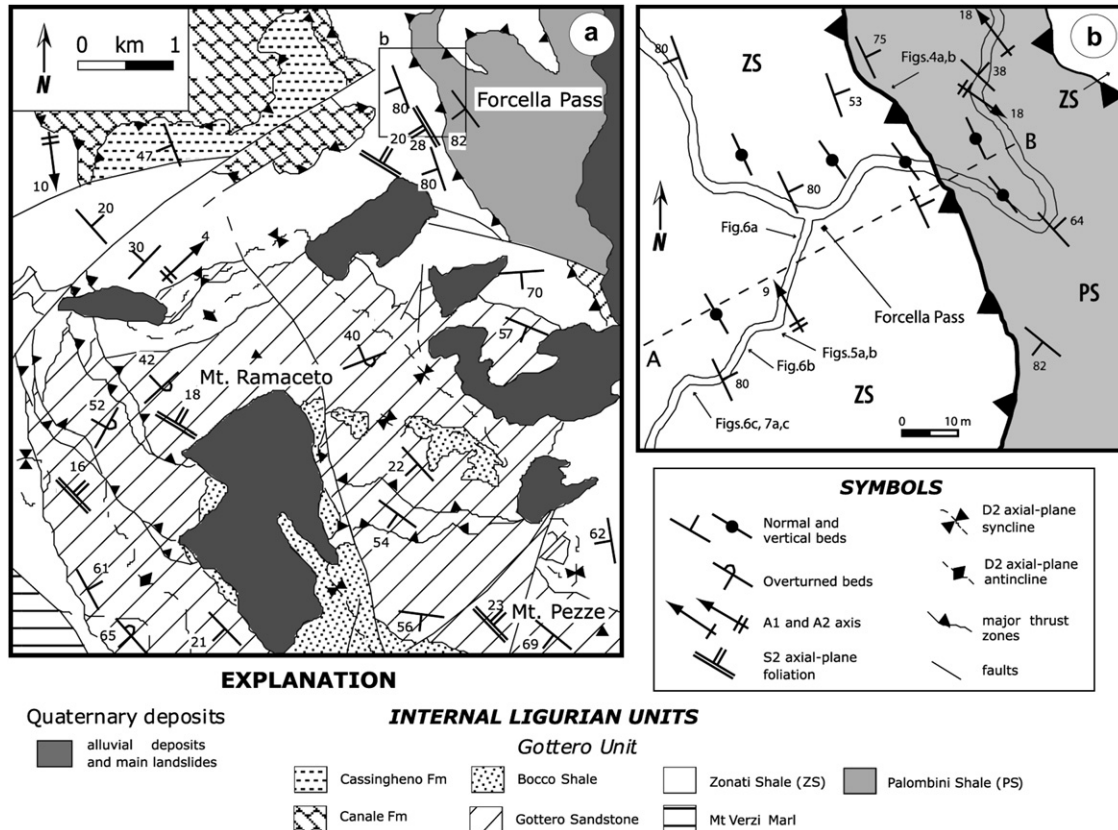 0 km 1
N
b
a
Forcella Pass
80
20
28
82
80
47
10
20
30
4
5
70
57
40
42
Mt. Ramaceto
18
52
16
22
54
62
61
65
21
56
23
69
Mt. Pezze
b
18
80
ZS
75
Figs.4a,b
38
18
ZS
53
B
80
64
N
Fig.6a
PS
9
Forcella Pass
A
Figs.5a,b
82
Fig.6b
80
ZS
Figs.6c, 7a,c
0 10 m
SYMBOLS
Normal and
vertical beds
D2 axial-plane
syncline
Overturned beds
D2 axial-plane
antincline
A1 and A2 axis
major thrust
zones
S2 axial-plane
foliation
faults
EXPLANATION
Quaternary deposits
alluvial deposits
and main landslides
INTERNAL LIGURIAN UNITS
Gottero Unit
Cassingheno Fm
Bocco Shale
Zonati Shale (ZS)
Palombini Shale (PS)
Canale Fm
Gottero Sandstone
Mt Verzi Marl